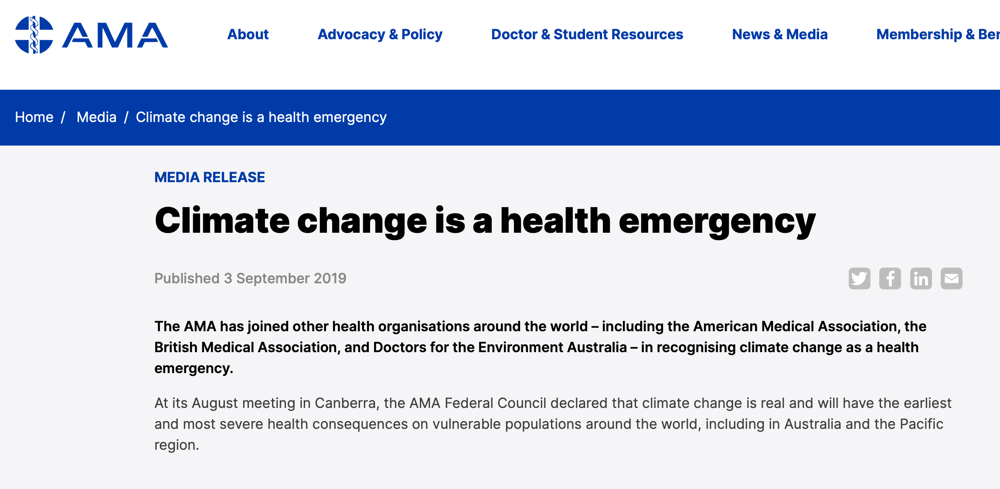 AMA
About
Advocacy & Policy
Doctor & Student Resources
News & Media
Membership &
Home / Media / Climate change is a health emergency
MEDIA RELEASE
Climate change is a health emergency
Published 3 September 2019
The AMA has joined other health organisations around the world – including the American Medical Association, the
British Medical Association, and Doctors for the Environment Australia – in recognising climate change as a health
emergency.
At its August meeting in Canberra, the AMA Federal Council declared that climate change is real and will have the earliest
and most severe health consequences on vulnerable populations around the world, including in Australia and the Pacific
region.